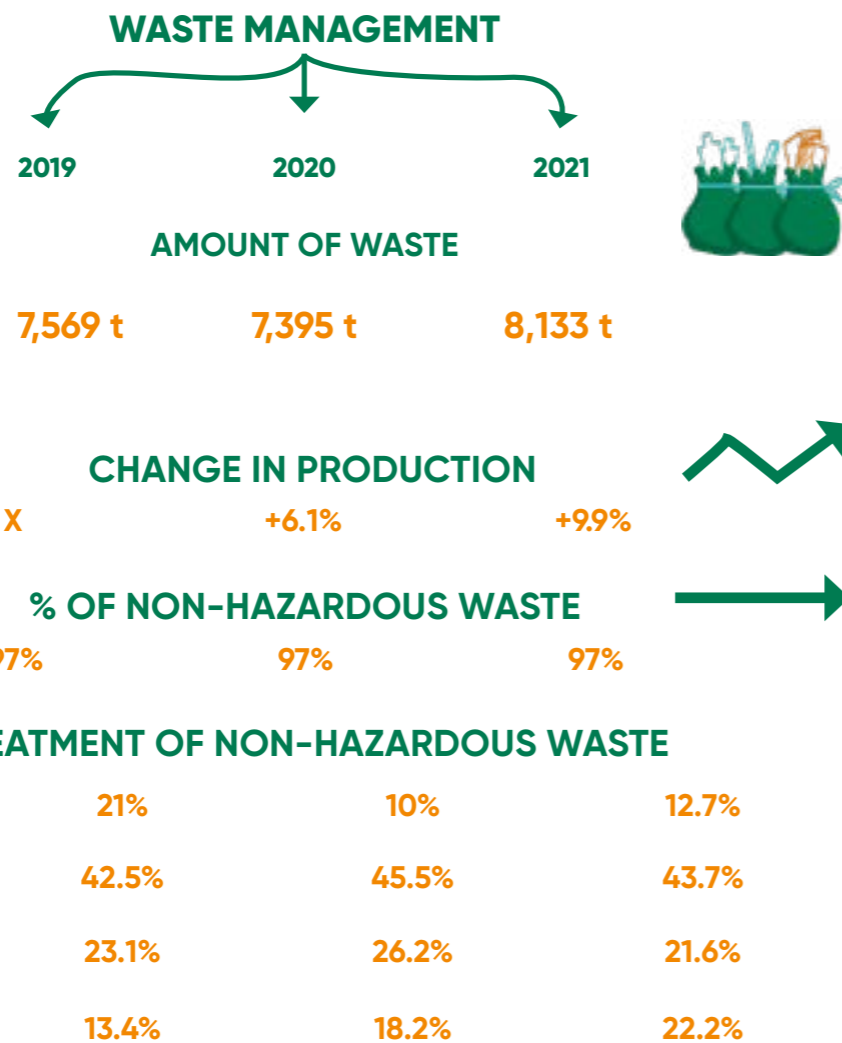 WASTE MANAGEMENT
2019 2020 2021
AMOUNT OF WASTE
7,569 t 7,395 t 8,133 t
CHANGE IN PRODUCTION
X +6.1% +9.9%
% OF NON-HAZARDOUS WASTE
97% 97% 97%
EATMENT OF NON-HAZARDOUS WASTE
21% 10% 12.7%
42.5% 45.5% 43.7%
23.1% 26.2% 21.6%
13.4% 18.2% 22.2%